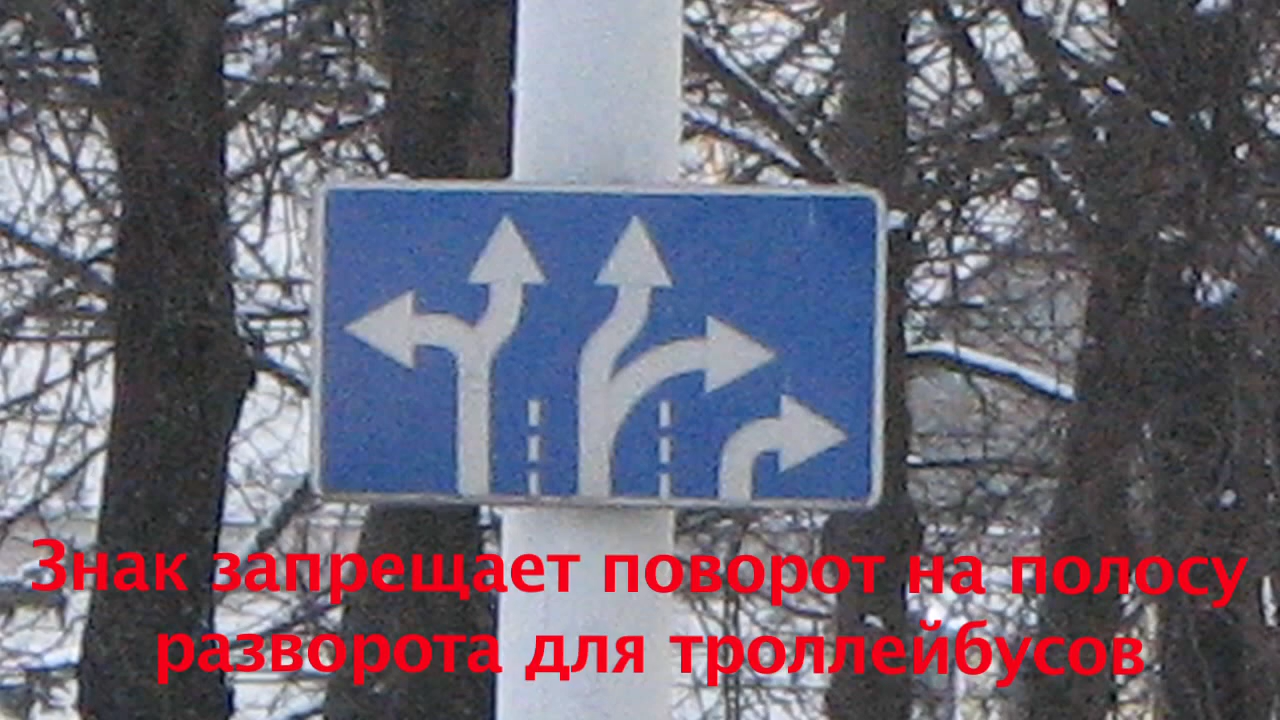 Знак запрещает поворот на полосу
разворота для троллейбусов